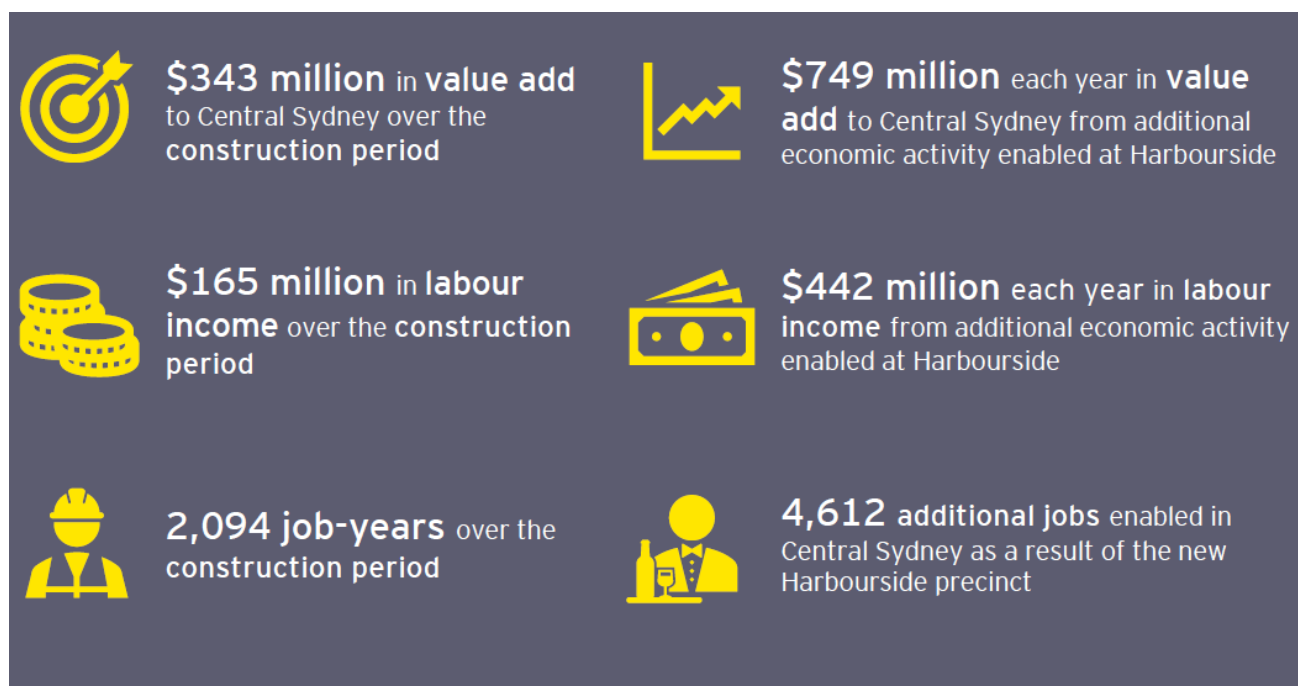 $343 million in value add
to Central Sydney over the
construction period
$749 million each year in value
add to Central Sydney from additional
economic activity enabled at Harbourside
$165 million in labour
income over the construction
period
$442 million each year in labour
income from additional economic activity
enabled at Harbourside
2,094 job-years over the
construction period
4,612 additional jobs enabled in
Central Sydney as a result of the new
Harbourside precinct